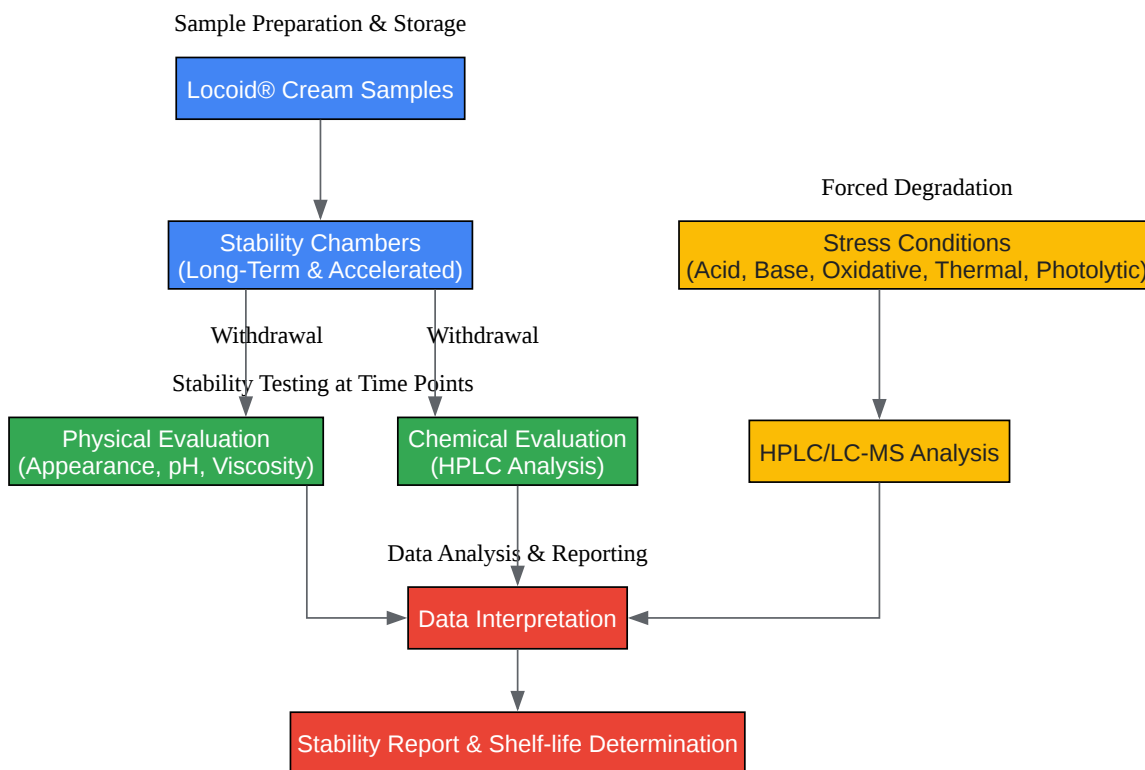 Sample Preparation & Storage
Locoid® Cream Samples
Forced Degradation
Stability Chambers
(Long-Term & Accelerated)
Stress Conditions
(Acid, Base, Oxidative, Thermal, Photolytic)
Withdrawal
Withdrawal
Stability Testing at Time Points
Physical Evaluation
(Appearance, pH, Viscosity)
Chemical Evaluation
(HPLC Analysis)
HPLC/LC-MS Analysis
Data Analysis & Reporting
Data Interpretation
Stability Report & Shelf-life Determination